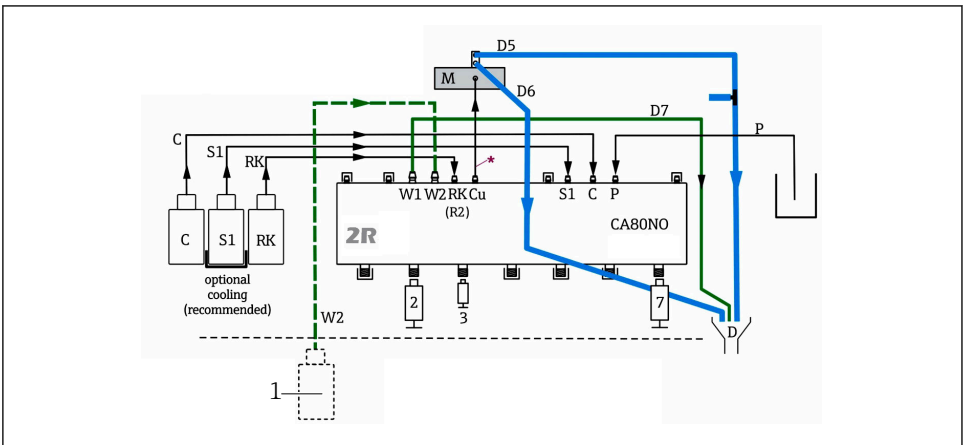 D5
M
D6
D7
C
P
S1
RK
*
W1 W2 RK Cu S1 C P
(R2)
2R
CA80NO
C S1 RK
optional
cooling
(recommended)
2
3
7
W2
D
1